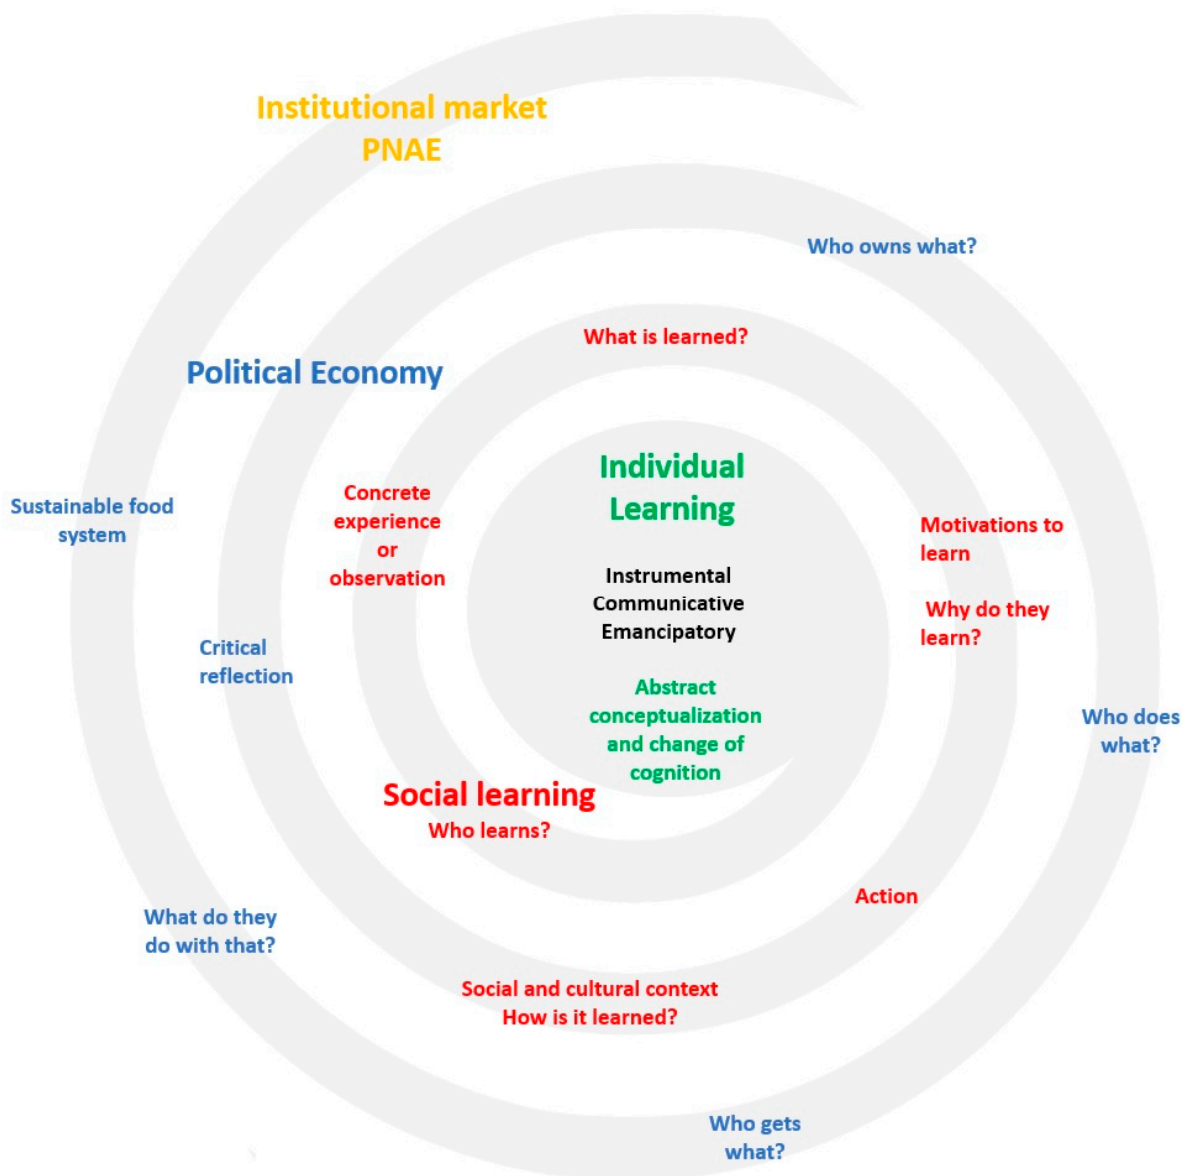 Institutional market
PNAE
Who owns what?
What is learned?
Political Economy
Individual
Learning
Concrete
experience
or
observation
Sustainable food
system
Motivations to
learn
Why do they
learn?
Instrumental
Communicative
Emancipatory
Critical
reflection
Abstract
conceptualization
and change of
cognition
Who does
what?
Social learning
Who learns?
Action
What do they
do with that?
Social and cultural context
How is it learned?
Who gets
what?